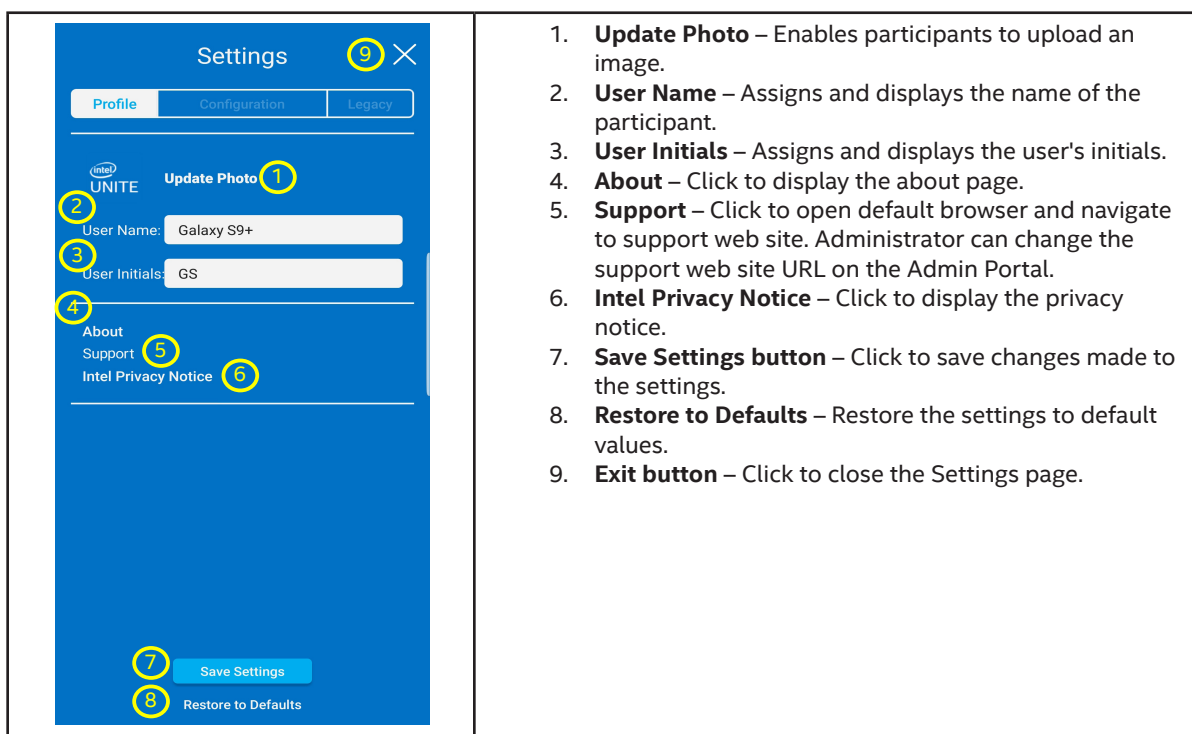 Settings
9
Profile
Configuration
Legacy
intel
UNITE
Update Photo
1
2
User Name:
Galaxy S9+
3
User Initials:
GS
4
About
Support
5
Intel Privacy Notice
6
7
Save Settings
8
Restore to Defaults
1. Update Photo – Enables participants to upload an
image.
2. User Name – Assigns and displays the name of the
participant.
3. User Initials – Assigns and displays the user's initials.
4. About – Click to display the about page.
5. Support – Click to open default browser and navigate
to support web site. Administrator can change the
support web site URL on the Admin Portal.
6. Intel Privacy Notice – Click to display the privacy
notice.
7. Save Settings button – Click to save changes made to
the settings.
8. Restore to Defaults – Restore the settings to default
values.
9. Exit button – Click to close the Settings page.